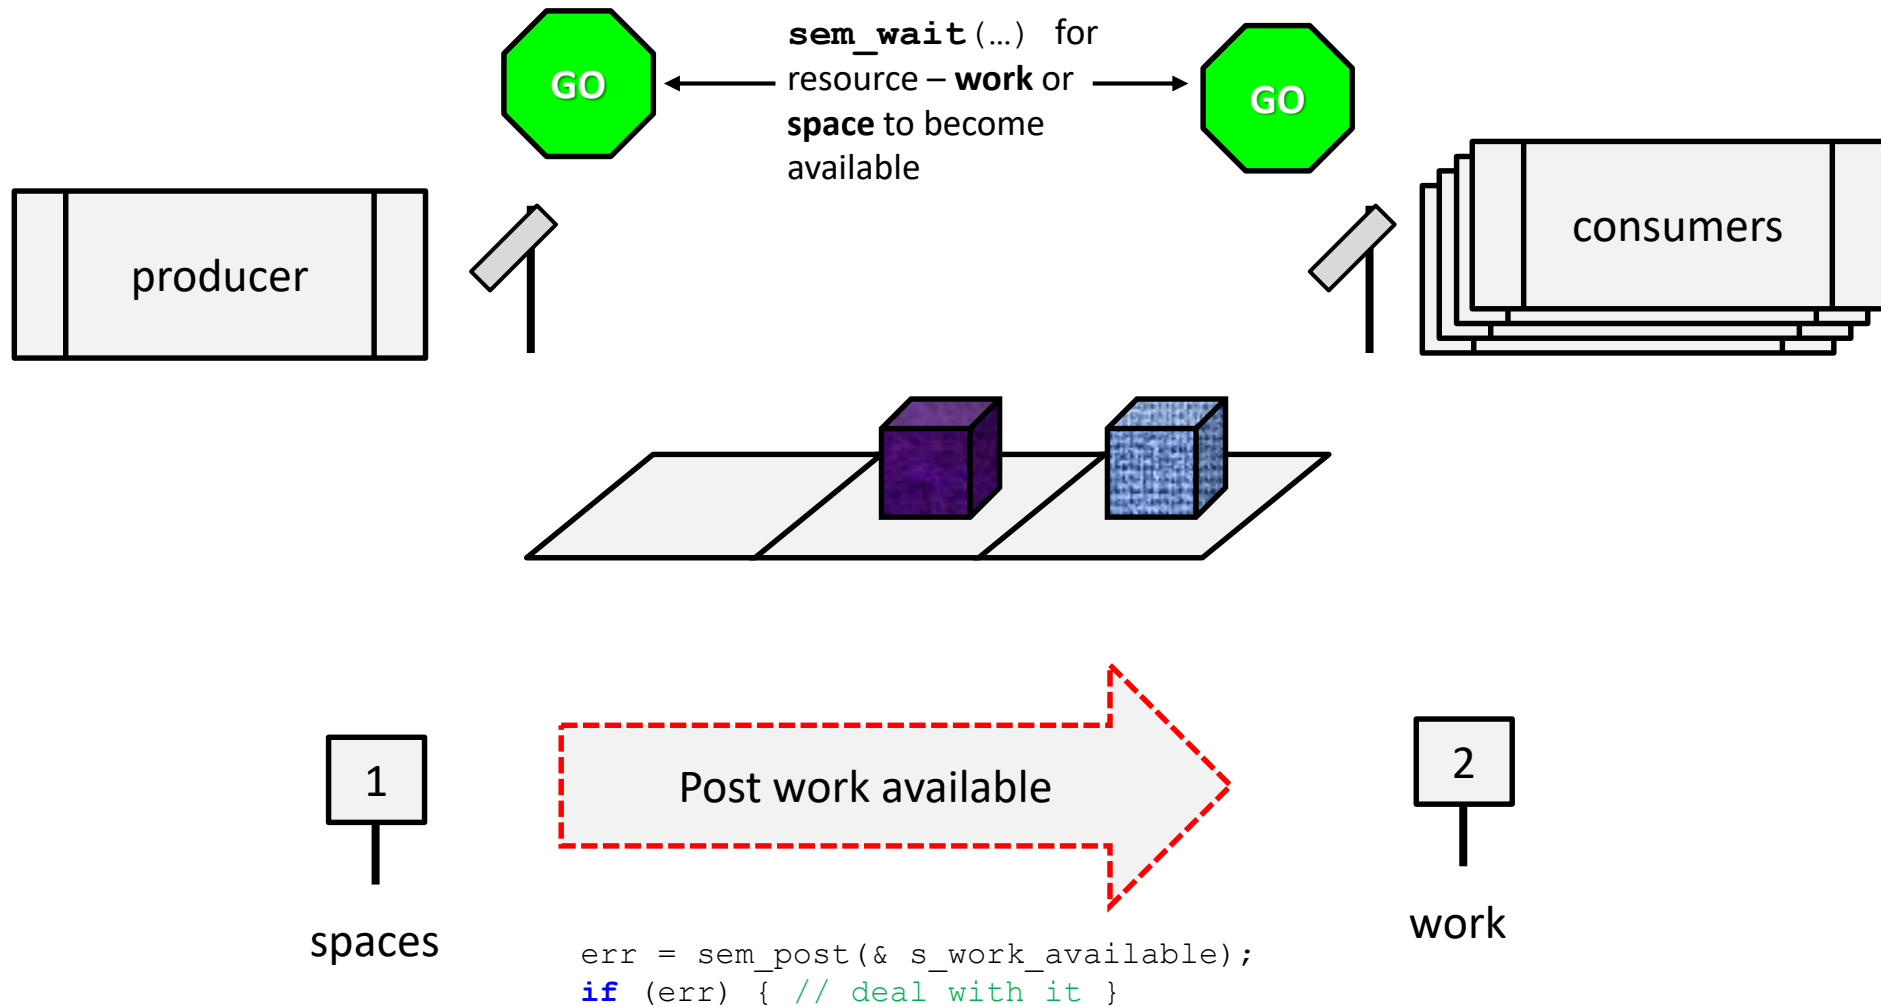 GO
sem_wait(…) for
resource – work or
space to become
available
GO
producer
consumers
1
Post work available
2
spaces
work
err = sem_post(& s_work_available);
if (err) { // deal with it }